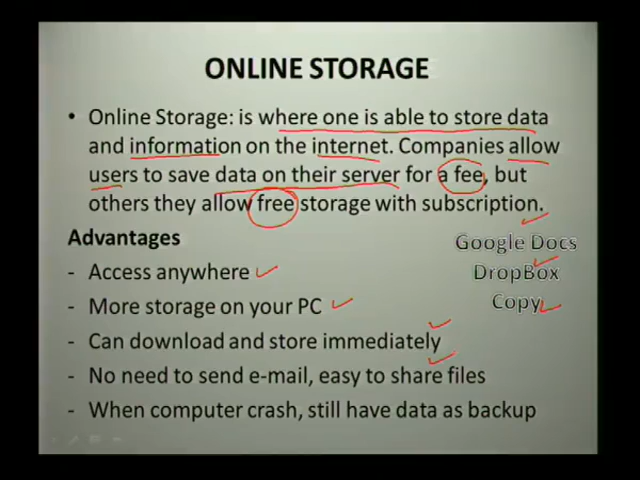 ONLINE STORAGE
• Online Storage: is where one is able to store data
and information on the internet. Companies allow
users to save data on their server for a fee, but
others they allow free storage with subscription.
Advantages
Google Docs
- Access anywhere
DropBox
- More storage on your PC
Copy
- Can download and store immediately
- No need to send e-mail, easy to share files
- When computer crash, still have data as backup